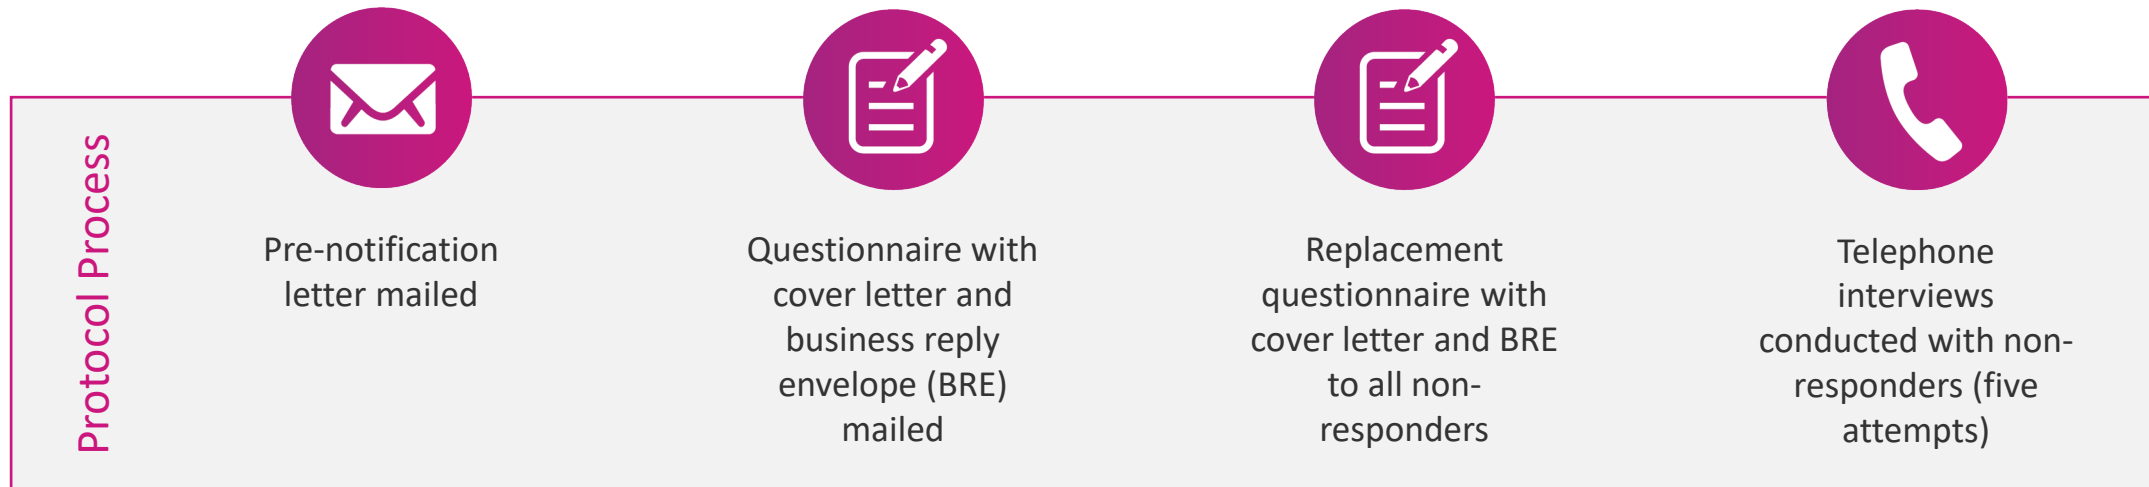 Protocol Process
Pre-notification
letter mailed
Questionnaire with
cover letter and
business reply
envelope (BRE)
mailed
Replacement
questionnaire with
cover letter and BRE
to all non-
responders
Telephone
interviews
conducted with non-
responders (five
attempts)